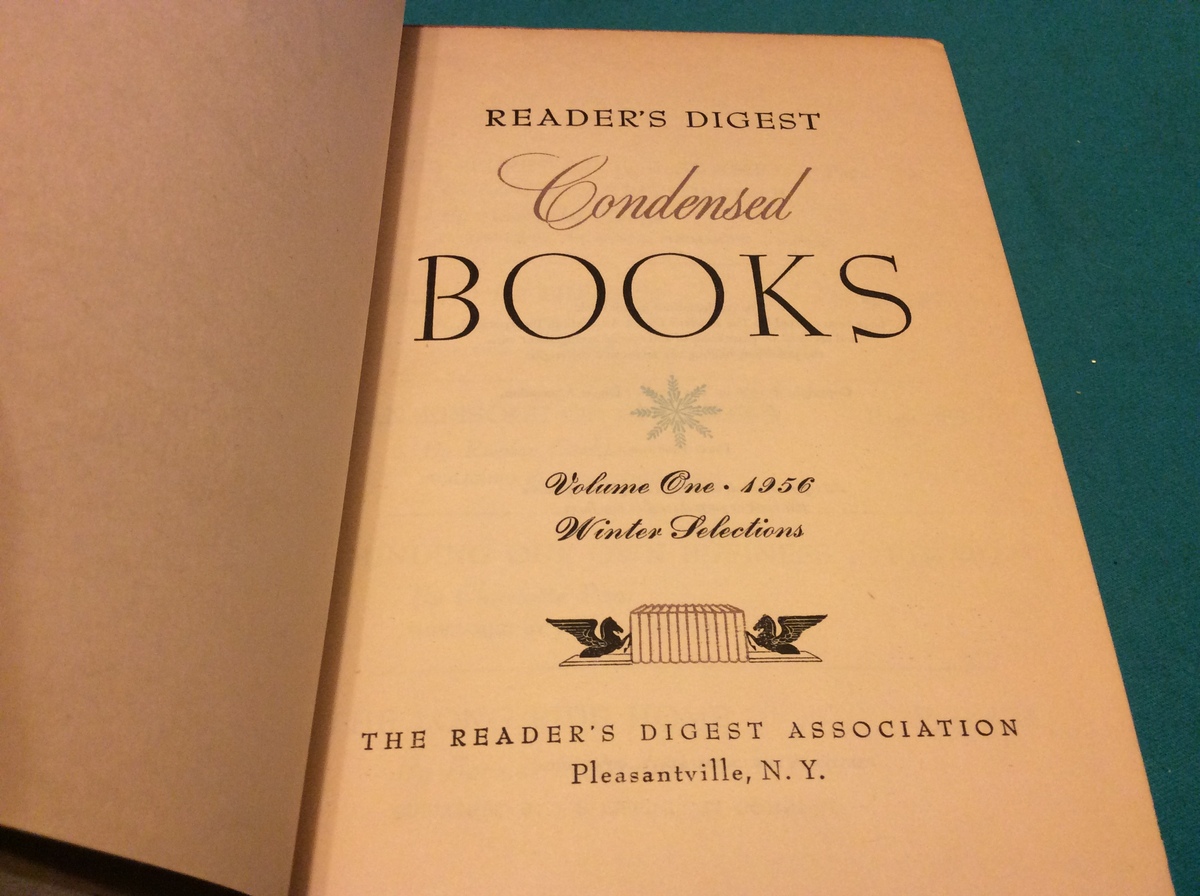 READER'S DIGEST
Condensed
BOOKS
Volume One · 1956
Winter Selections
THE READER'S DIGEST ASSOCIATION
Pleasantville, N. Y.